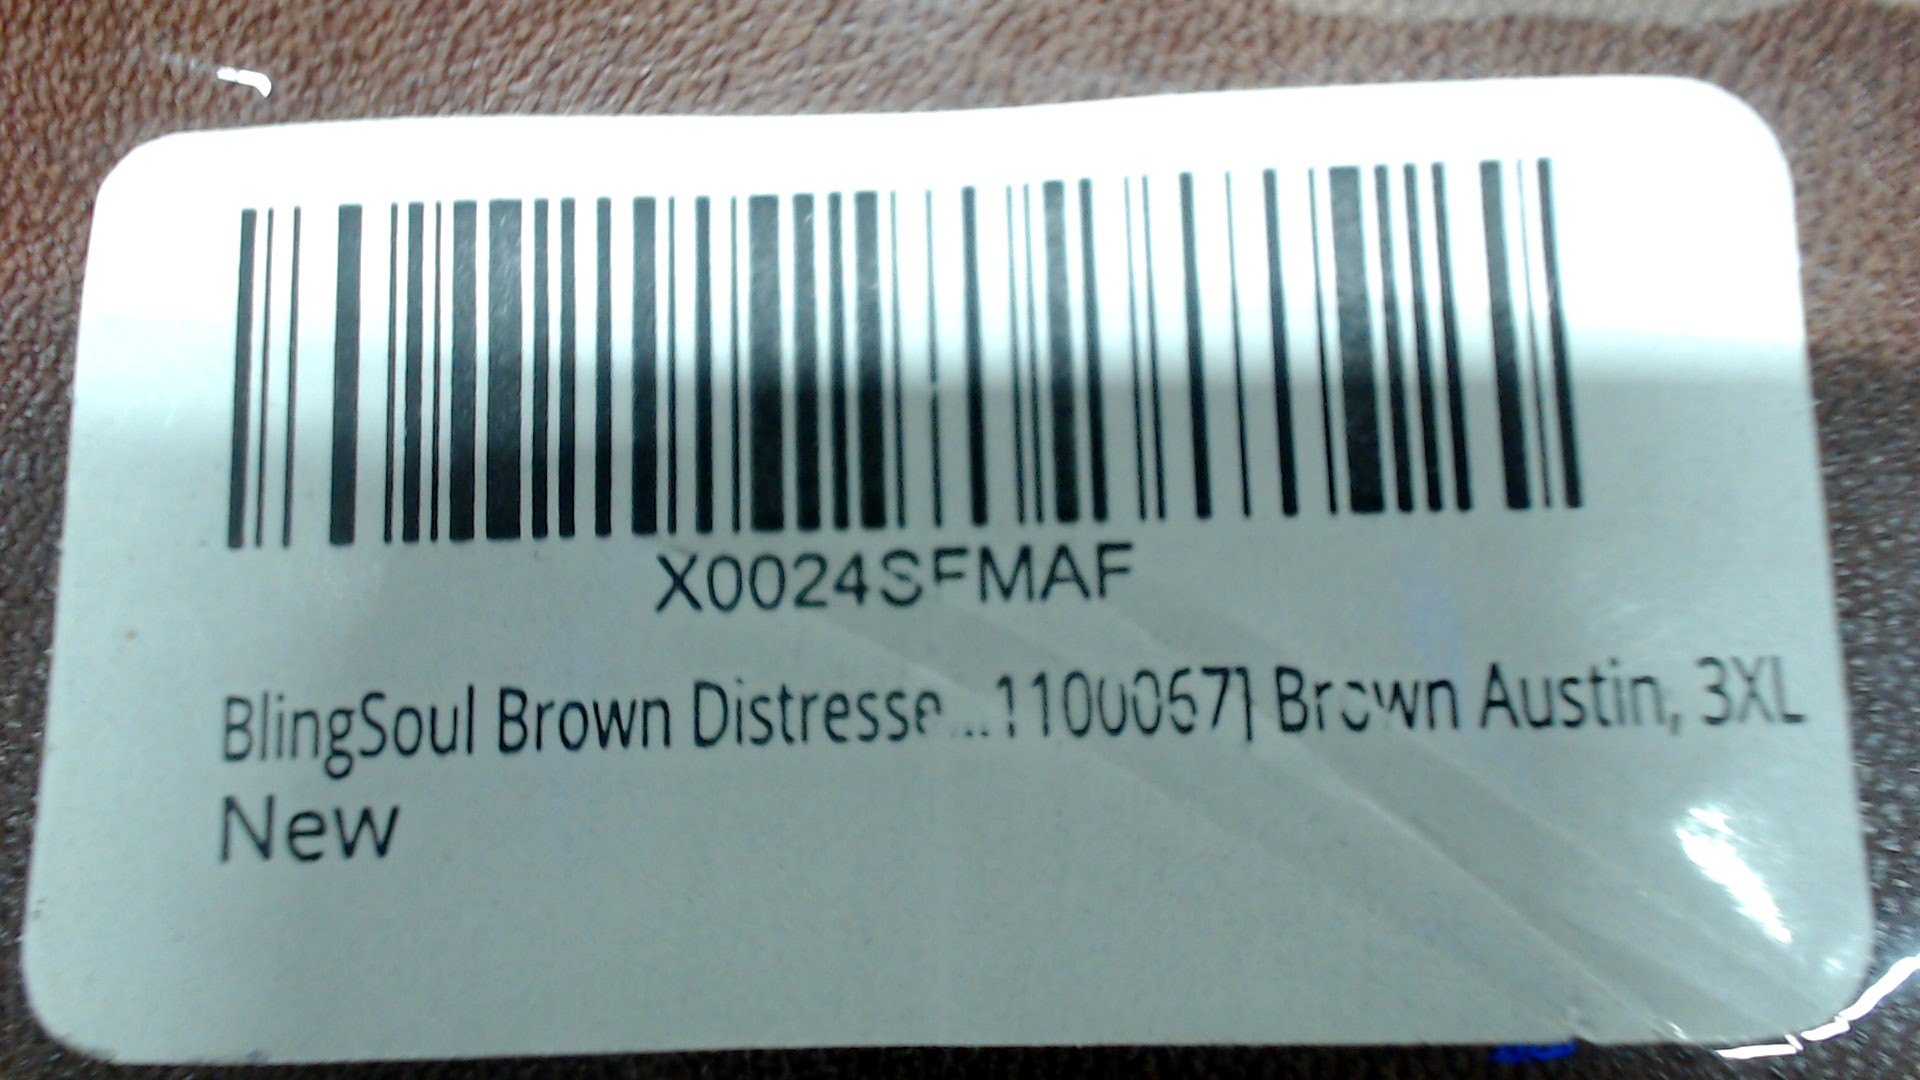 X0024SFMAF
BlingSoul Brown Distresse...1100067] Brown Austin, 3XL
New